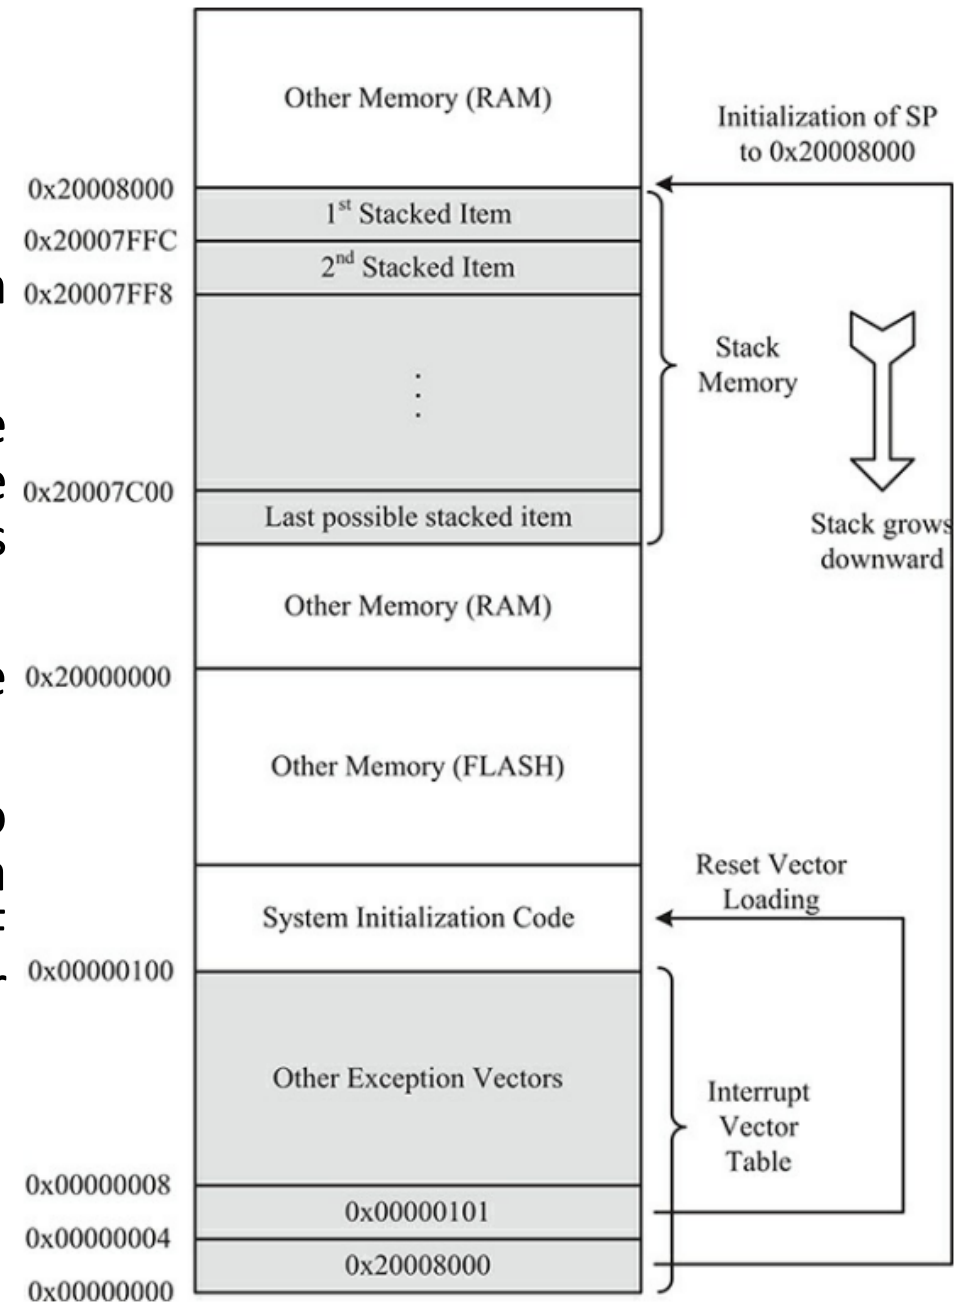 Other Memory (RAM)
Initialization of SP
to 0x20008000
0x20008000
1st Stacked Item
0x20007FFC
2nd Stacked Item
0x20007FF8
Stack
Memory
0x20007C00
Last possible stacked item
Stack grows
downward
Other Memory (RAM)
0x20000000
Other Memory (FLASH)
Reset Vector
Loading
System Initialization Code
0x00000100
Other Exception Vectors
Interrupt
Vector
Table
0x00000008
0x00000101
0x00000004
0x20008000
0x00000000